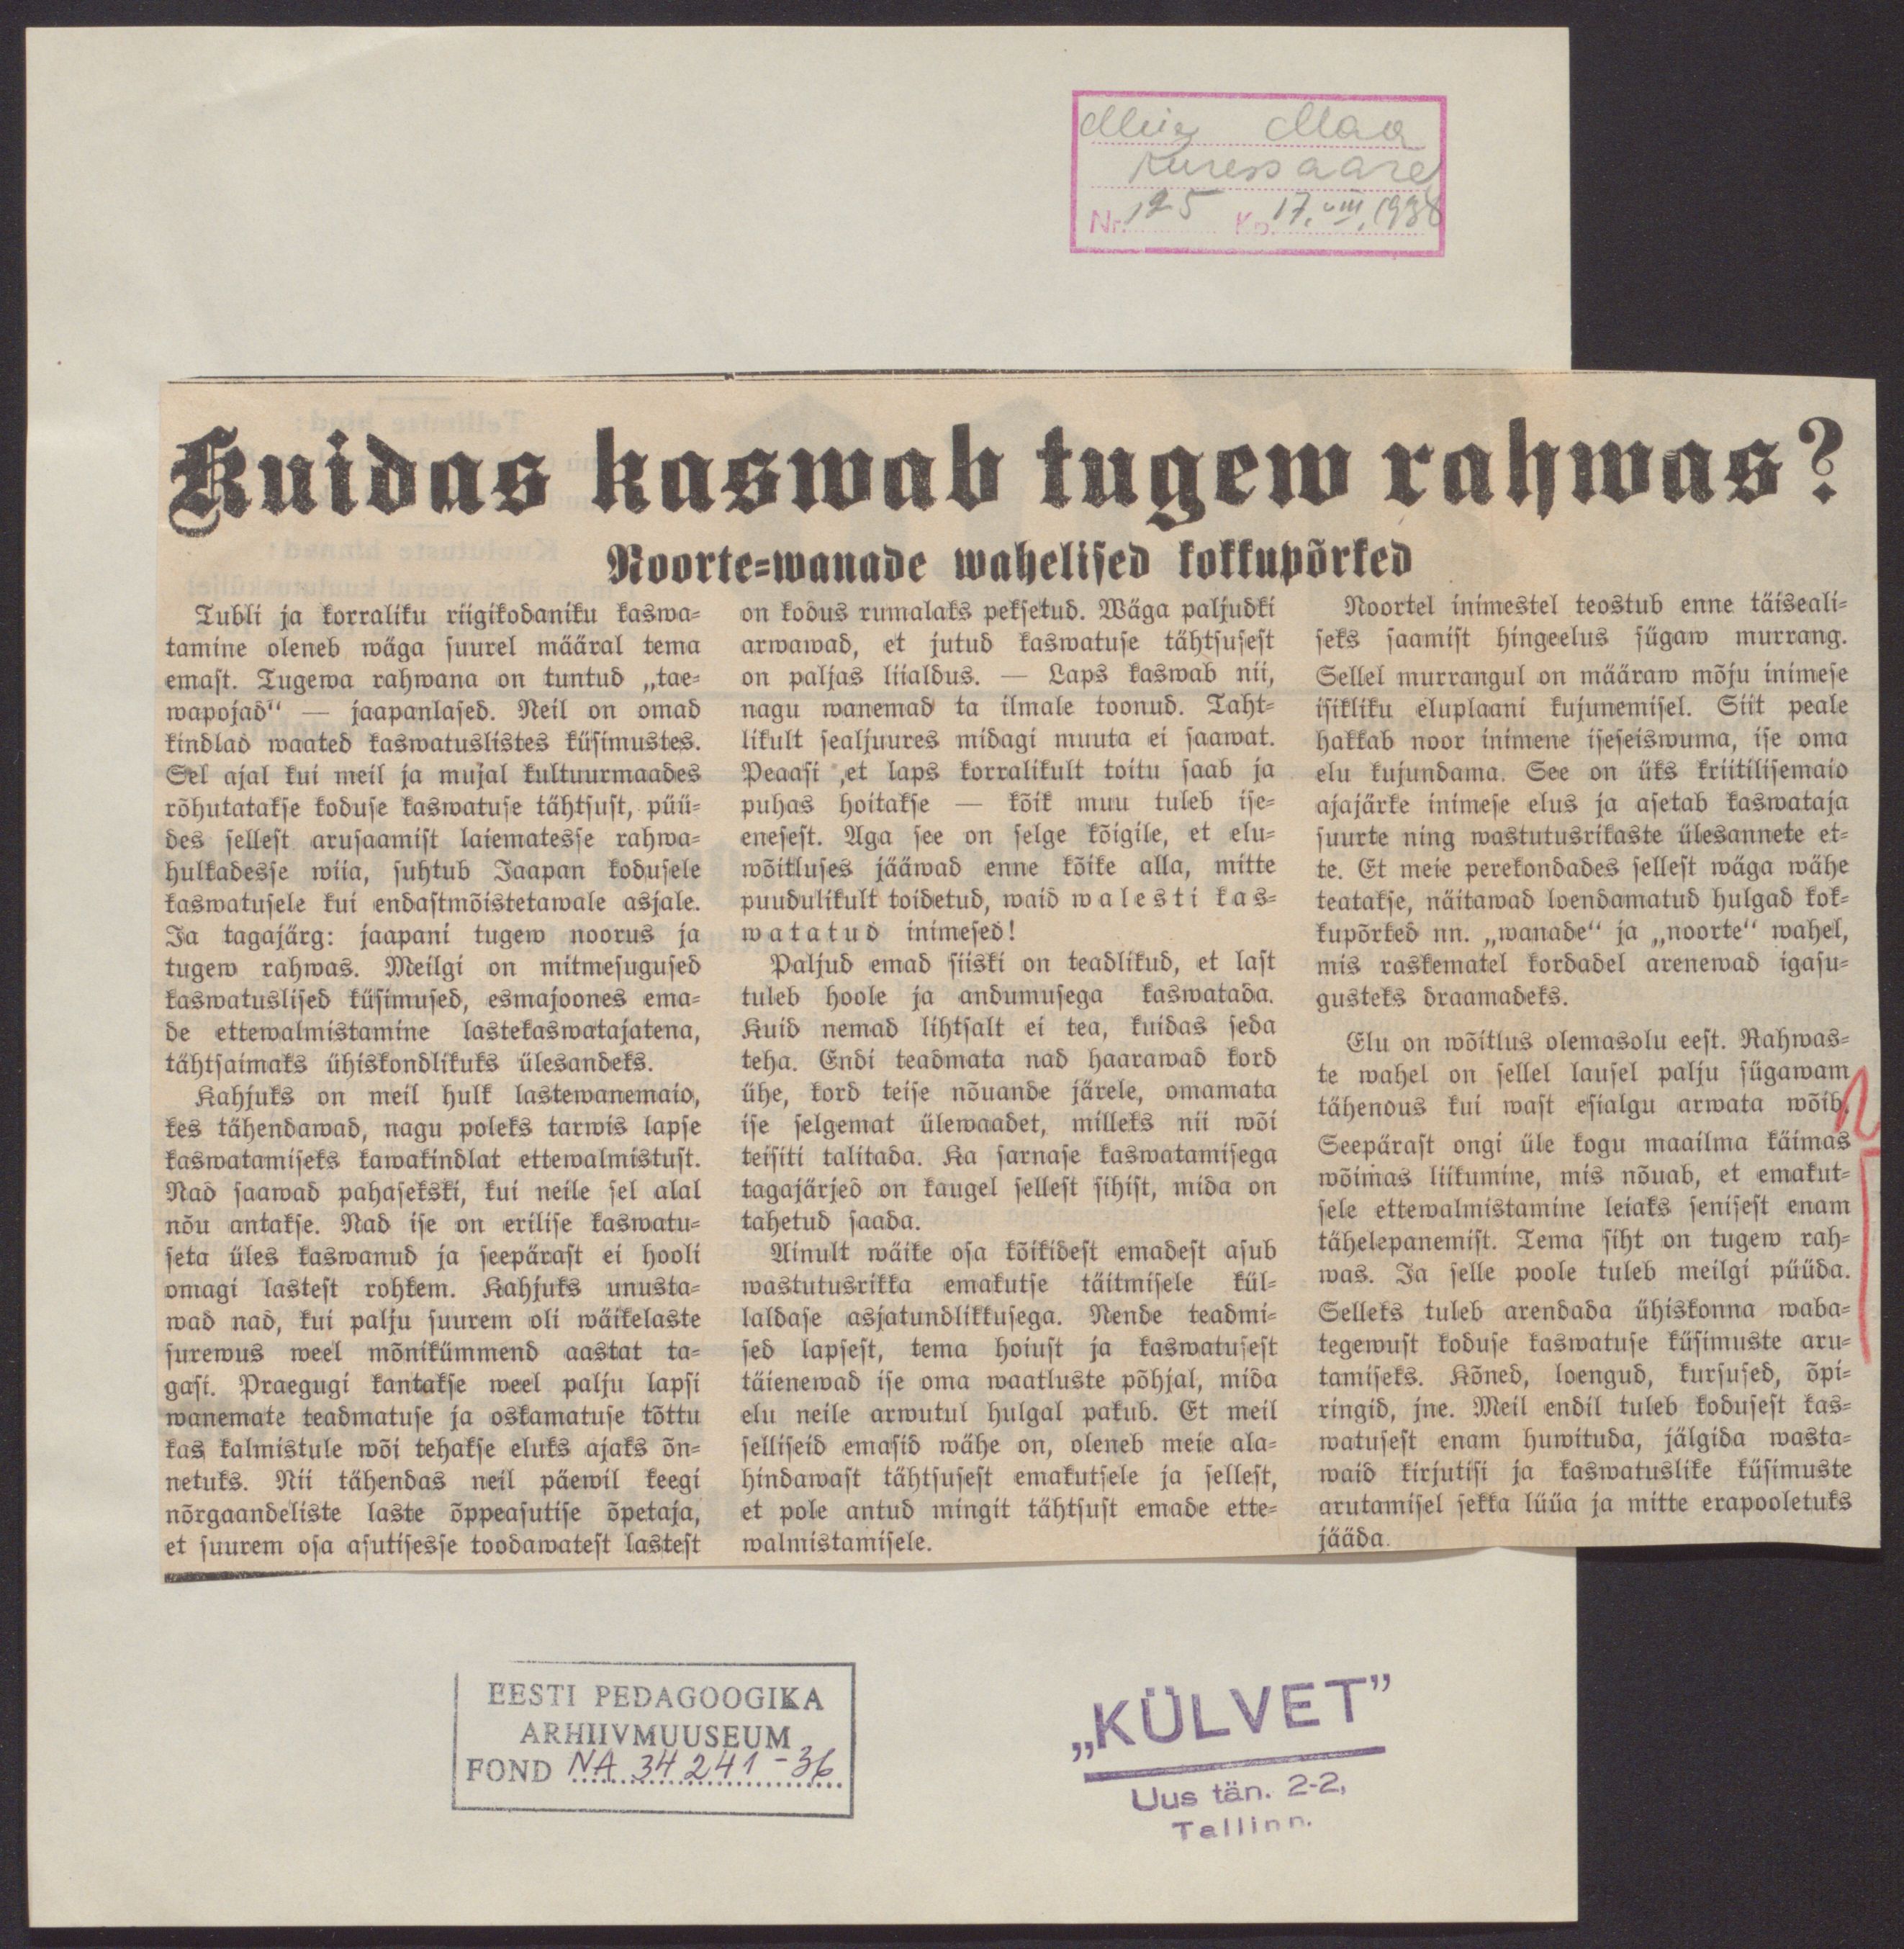 Meie Maa
Kuressaare
Nr. 125 Kp. 17. VIII. 1938
Kuidas kaswab tugew rahwas?
Noorte-wanade wahelised kokkupõrked
Tubli ja korraliku riigikodaniku kaswa-
tamine oleneb wäga suurel määral tema
emast. Tugewa rahwana on tuntud „tae-
wapojad“ — jaapanlased. Neil on omad
kindlad waated kaswatuslistes küsimustes.
Sel ajal kui meil ja mujal kultuurmaades
rõhutatakse koduse kaswatuse tähtsust, püü-
des sellest arusaamist laiematesse rahwa-
hulkadesse wiia, suhtub Jaapan kodusele
kaswatusele kui endastmõistetawale asjale.
Ja tagajärg: jaapani tugew noorus ja
tugew rahwas. Meilgi on mitmesugused
kaswatuslised küsimused, esmajoones ema-
de ettewalmistamine lastekaswatajatena,
tähtsaimaks ühiskondlikuks ülesandeks.
Kahjuks on meil hulk lastewanemaid,
kes tähendawad, nagu poleks tarwis lapse
kaswatamiseks kawakindlat ettewalmistust.
Nad saawad pahasekski, kui neile sel alal
nõu antakse. Nad ise on erilise kaswatu-
seta üles kaswanud ja seepärast ei hooli
omagi lastest rohkem. Kahjuks unusta-
wad nad, kui palju suurem oli wäikelaste
surewus weel mõnikümmend aastat ta-
gasi. Praegugi kantakse weel palju lapsi
wanemate teadmatuse ja oskamatuse tõttu
kas kalmistule wõi tehakse eluks ajaks õn-
netuks. Nii tähendas neil päewil keegi
nõrgaandeliste laste õppeasutise õpetaja,
et suurem osa asutisesse toodawatest lastest
on kodus rumalaks peksetud. Wäga paljudki
arwawad, et jutud kaswatuse tähtsusest
on paljas liialdus. — Laps kaswab nii,
nagu wanemad ta ilmale toonud. Taht-
likult sealjuures midagi muuta ei saawat.
Peaasi ,et laps korralikult toitu saab ja
puhas hoitakse — kõik muu tuleb ise-
enesest. Aga see on selge kõigile, et elu-
wõitluses jääwad enne kõike alla, mitte
puudulikult toidetud, waid walesti kas-
watatud inimesed!
Paljud emad siiski on teadlikud, et last
tuleb hoole ja andumusega kaswatada.
Kuid nemad lihtsalt ei tea, kuidas seda
teha. Endi teadmata nad haarawad kord
ühe, kord teise nõuande järele, omamata
ise selgemat ülewaadet, milleks nii wõi
teisiti talitada. Ka sarnase kaswatamisega
tagajärjed on kaugel sellest sihist, mida on
tahetud saada.
Ainult wäike osa kõikidest emadest asub
wastutusrikka emakutse täitmisele kül-
laldase asjatundlikkusega. Nende teadmi-
sed lapsest, tema hoiust ja kaswatusest
täienewad ise oma waatluste põhjal, mida
elu neile arwutul hulgal pakub. Et meil
selliseid emasid wähe on, oleneb meie ala-
hindawast tähtsusest emakutsele ja sellest,
et pole antud mingit tähtsust emade ette-
walmistamisele.
Noortel inimestel teostub enne täiseali-
seks saamist hingeelus sügaw murrang.
Sellel murrangul on määraw mõju inimese
isikliku eluplaani kujunemisel. Siit peale
hakkab noor inimene iseseiswuma, ise oma
elu kujundama. See on üks kriitilisemaid
ajajärke inimese elus ja asetab kaswataja
suurte ning wastutusrikaste ülesannete et-
te. Et meie perekondades sellest wäga wähe
teatakse, näitawad loendamatud hulgad kok-
kupõrked nn. „wanade“ ja „noorte“ wahel,
mis raskematel kordadel arenewad igasu-
gusteks draamadeks.
Elu on wõitlus olemasolu eest. Rahwas-
te wahel on sellel lausel palju sügawam
tähendus kui wast esialgu arwata wõib.
Seepärast ongi üle kogu maailma käimas
wõimas liikumine, mis nõuab, et emakut-
sele ettewalmistamine leiaks senisest enam
tähelepanemist. Tema siht on tugew rah-
was. Ja selle poole tuleb meilgi püüda.
Selleks tuleb arendada ühiskonna waba-
tegewust koduse kaswatuse küsimuste aru-
tamiseks. Kõned, loengud, kursused, õpi-
ringid, jne. Meil endil tuleb kodusest kas-
watusest enam huwituda, jälgida wasta-
waid kirjutisi ja kaswatuslike küsimuste
arutamisel sekka lüüa ja mitte erapooletuks
jääda.
EESTI PEDAGOOGIKA
ARHIIVMUUSEUM
FOND NA 34241-36
„KÜLVET”
Uus tän. 2-2,
Tallinn.